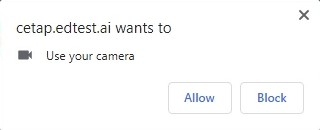 cetap.edtest.ai wants to
Use your camera
Allow Block